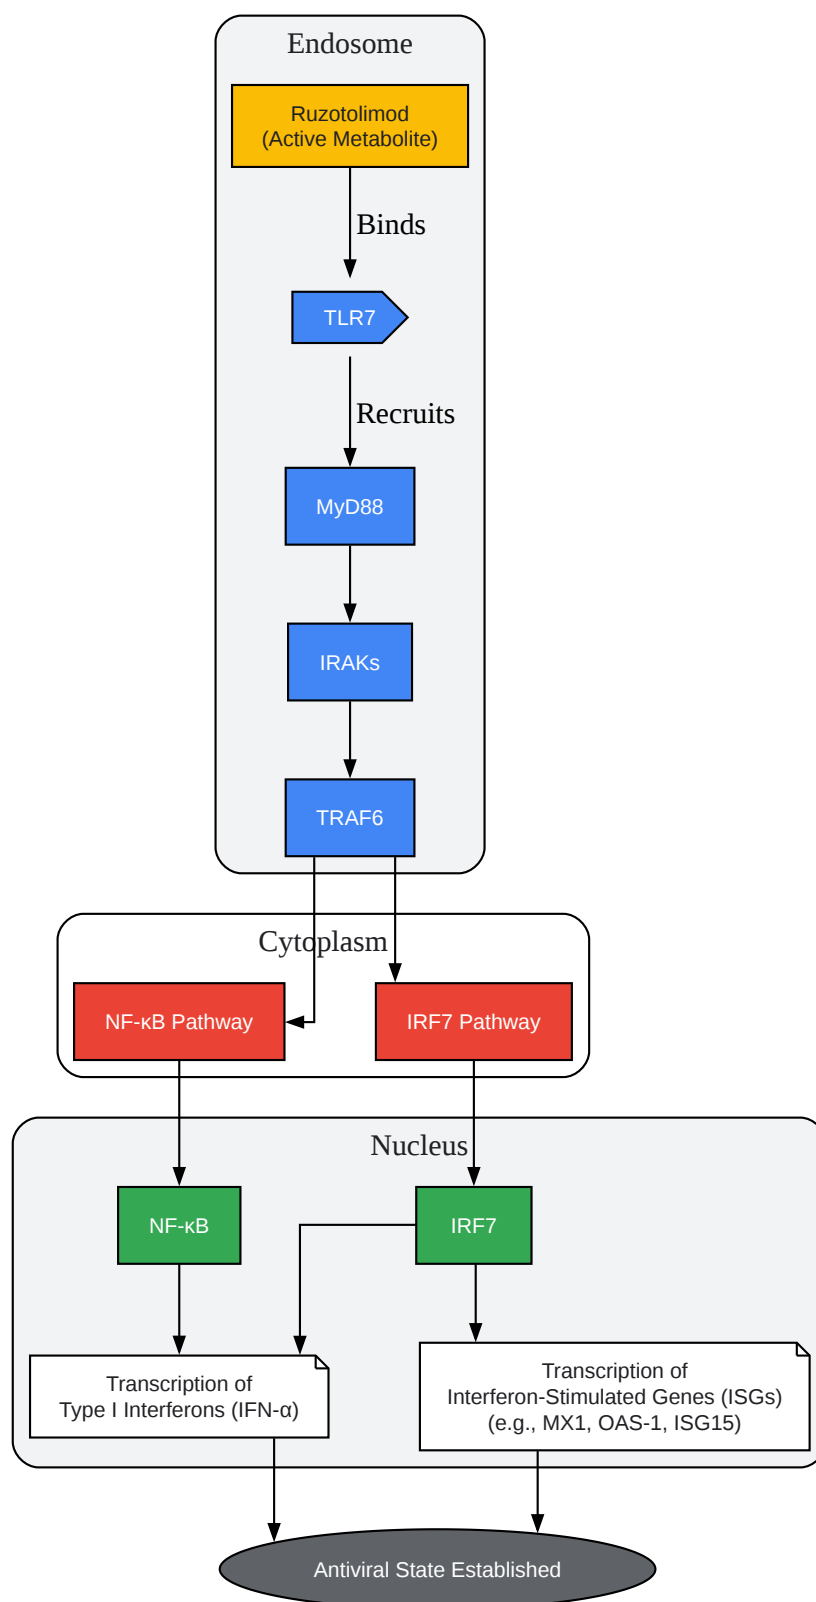 Endosome
Ruzotolimod
(Active Metabolite)
Binds
TLR7
Recruits
MyD88
IRAKs
TRAF6
Cytoplasm
NF-κB Pathway
IRF7 Pathway
Nucleus
NF-κB
IRF7
Transcription of
Type I Interferons (IFN-α)
Transcription of
Interferon-Stimulated Genes (ISGs)
(e.g., MX1, OAS-1, ISG15)
Antiviral State Established